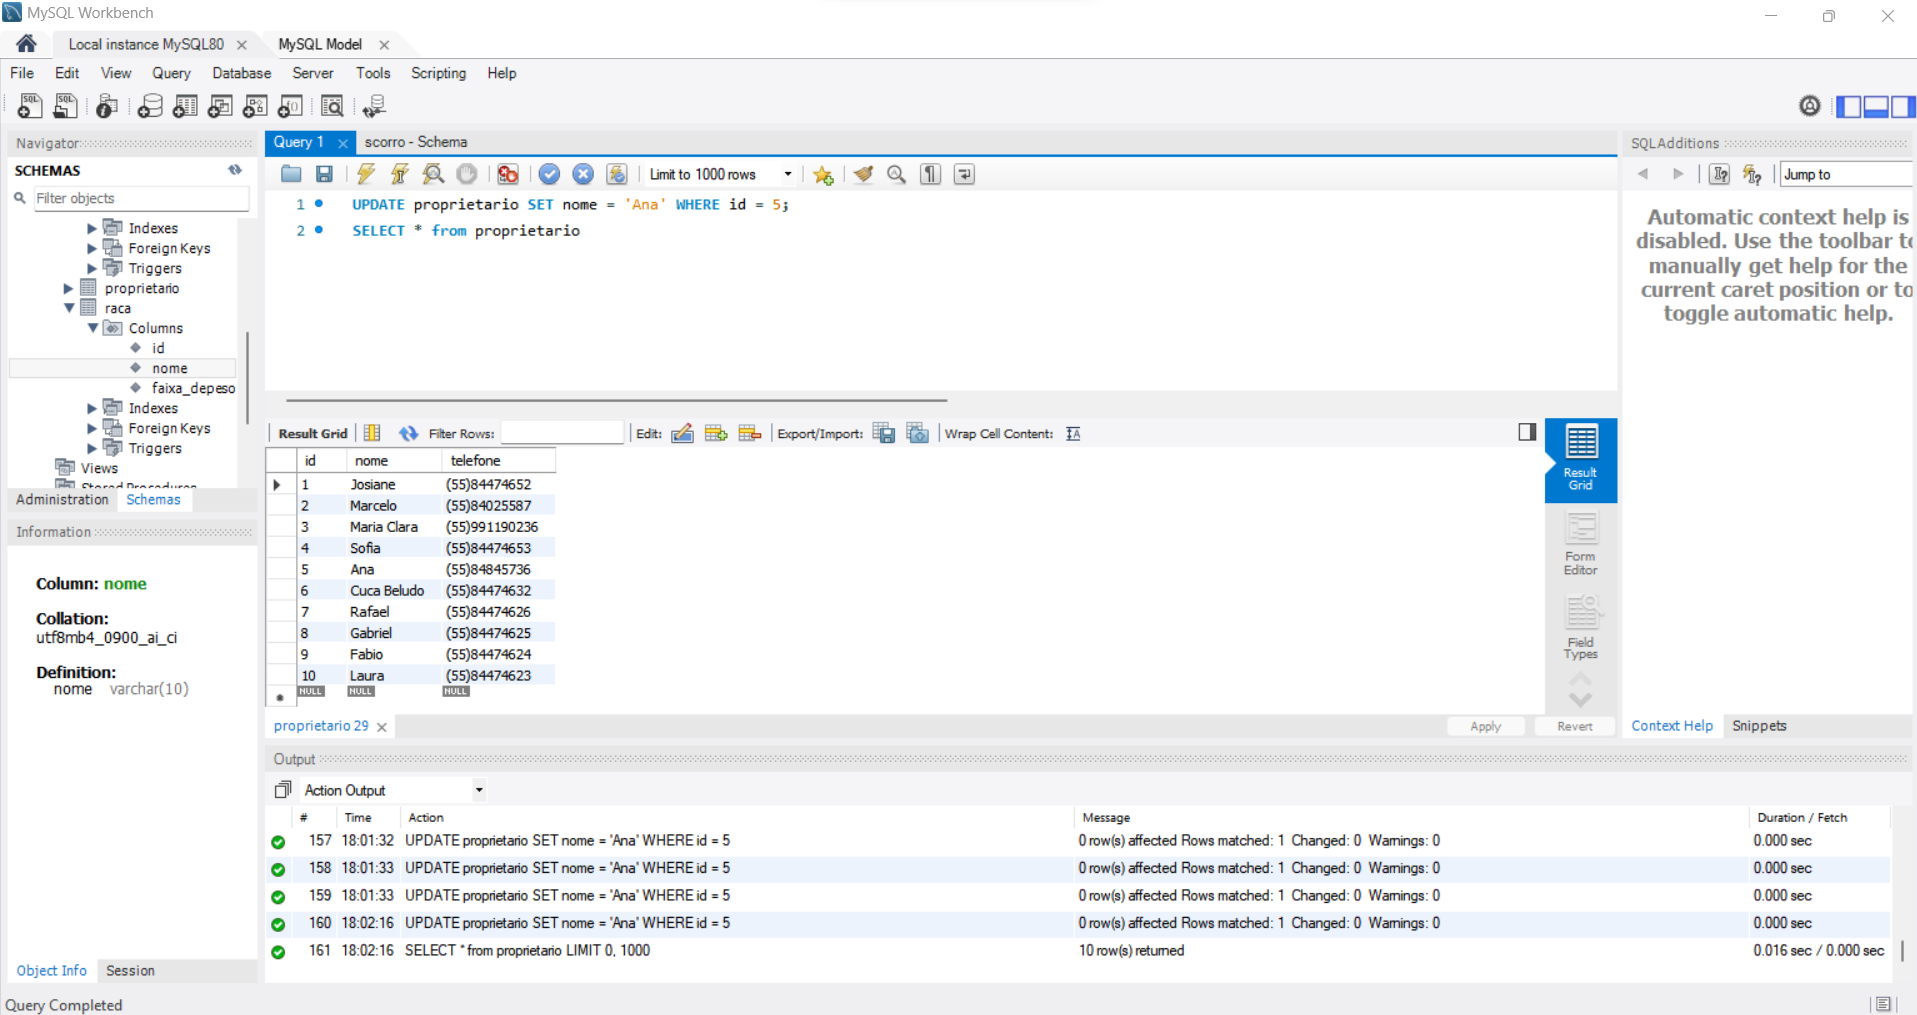 MySQL Workbench
Local instance MySQL80
MySQL Model
File Edit View Query Database Server Tools Scripting Help
Navigator
SCHEMAS
Filter objects
Indexes
Foreign Keys
Triggers
proprietario
raca
Columns
id
nome
faixa_depeso
Indexes
Foreign Keys
Triggers
Views
Stored Procedures
Administration Schemas
Information
Column: nome
Collation:
utf8mb4_0900_ai_ci
Definition:
nome varchar(10)
Object Info Session
Query Completed
Query 1 scorro - Schema
Limit to 1000 rows
1 UPDATE proprietario SET nome = 'Ana' WHERE id = 5;
2 SELECT * from proprietario
Result Grid Filter Rows: Edit: Export/Import: Wrap Cell Content:
id nome telefone
1 Josiane (55)84474652
2 Marcelo (55)84025587
3 Maria Clara (55)991190236
4 Sofia (55)84474653
5 Ana (55)84845736
6 Cuca Beludo (55)84474632
7 Rafael (55)84474626
8 Gabriel (55)84474625
9 Fabio (55)84474624
10 Laura (55)84474623
NULL NULL NULL
Result
Grid
Form
Editor
Field
Types
proprietario 29
Apply Revert
SQLAdditions
Jump to
Automatic context help is
disabled. Use the toolbar to
manually get help for the
current caret position or to
toggle automatic help.
Context Help Snippets
Output
Action Output
# Time Action Message Duration / Fetch
157 18:01:32 UPDATE proprietario SET nome = 'Ana' WHERE id = 5 0 row(s) affected Rows matched: 1 Changed: 0 Warnings: 0 0.000 sec
158 18:01:33 UPDATE proprietario SET nome = 'Ana' WHERE id = 5 0 row(s) affected Rows matched: 1 Changed: 0 Warnings: 0 0.000 sec
159 18:01:33 UPDATE proprietario SET nome = 'Ana' WHERE id = 5 0 row(s) affected Rows matched: 1 Changed: 0 Warnings: 0 0.000 sec
160 18:02:16 UPDATE proprietario SET nome = 'Ana' WHERE id = 5 0 row(s) affected Rows matched: 1 Changed: 0 Warnings: 0 0.000 sec
161 18:02:16 SELECT * from proprietario LIMIT 0, 1000 10 row(s) returned 0.016 sec / 0.000 sec